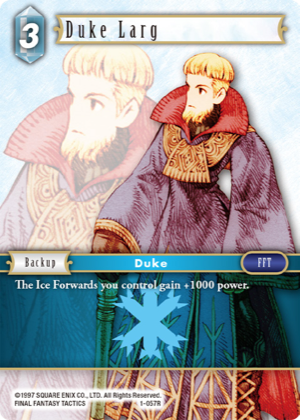 3
Duke Larg
Backup
Duke
FFT
The Ice Forwards you control gain +1000 power.
©1997 SQUARE ENIX CO., LTD. All Rights Reserved.
FINAL FANTASY TACTICS
1-057R